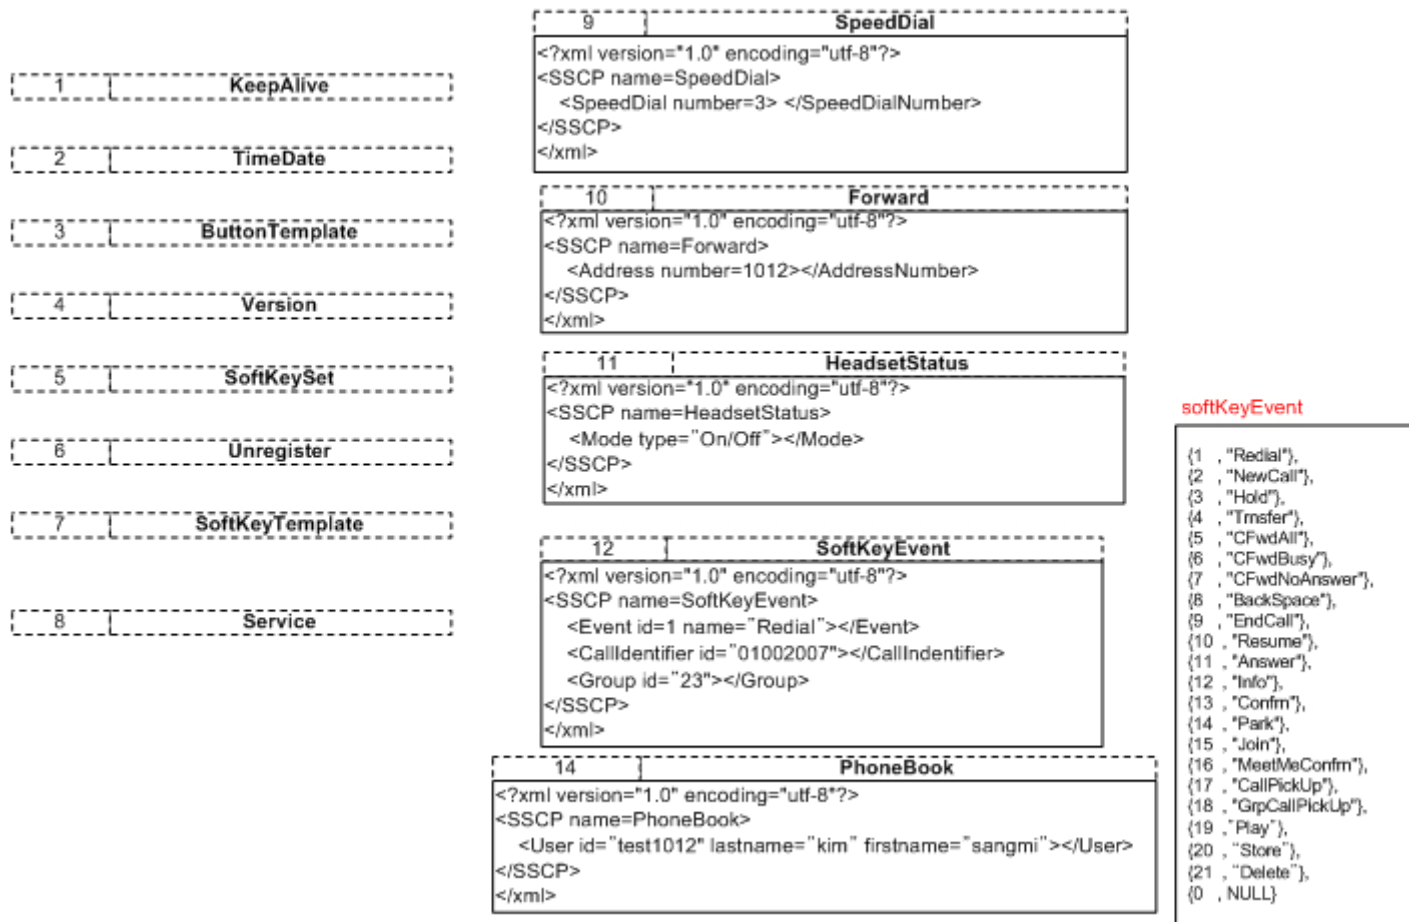 1 KeepAlive
2 TimeDate
3 ButtonTemplate
4 Version
5 SoftKeySet
6 Unregister
7 SoftKeyTemplate
8 Service
9 SpeedDial
<?xml version="1.0" encoding="utf-8"?>
<SSCP name=SpeedDial>
<SpeedDial number=3> </SpeedDialNumber>
</SSCP>
</xml>
10 Forward
<?xml version="1.0" encoding="utf-8"?>
<SSCP name=Forward>
<Address number=1012></AddressNumber>
</SSCP>
</xml>
11 HeadsetStatus
<?xml version="1.0" encoding="utf-8"?>
<SSCP name=HeadsetStatus>
<Mode type="On/Off"></Mode>
</SSCP>
</xml>
12 SoftKeyEvent
<?xml version="1.0" encoding="utf-8"?>
<SSCP name=SoftKeyEvent>
<Event id=1 name="Redial"></Event>
<CallIdentifier id="01002007"></CallIndentifier>
<Group id="23"></Group>
</SSCP>
</xml>
14 PhoneBook
<?xml version="1.0" encoding="utf-8"?>
<SSCP name=PhoneBook>
<User id="test1012" lastname="kim" firstname="sangmi"></User>
</SSCP>
</xml>
softKeyEvent
{1 , "Redial"},
{2 , "NewCall"},
{3 , "Hold"},
{4 , "Trnsfer"},
{5 , "CFwdAll"},
{6 , "CFwdBusy"},
{7 , "CFwdNoAnswer"},
{8 , "BackSpace"},
{9 , "EndCall"},
{10 , "Resume"},
{11 , "Answer"},
{12 , "Info"},
{13 , "Confrn"},
{14 , "Park"},
{15 , "Join"},
{16 , "MeetMeConfrn"},
{17 , "CallPickUp"},
{18 , "GrpCallPickUp"},
{19 ,"Play"},
{20 , "Store"},
{21 , "Delete"},
{0 , NULL}